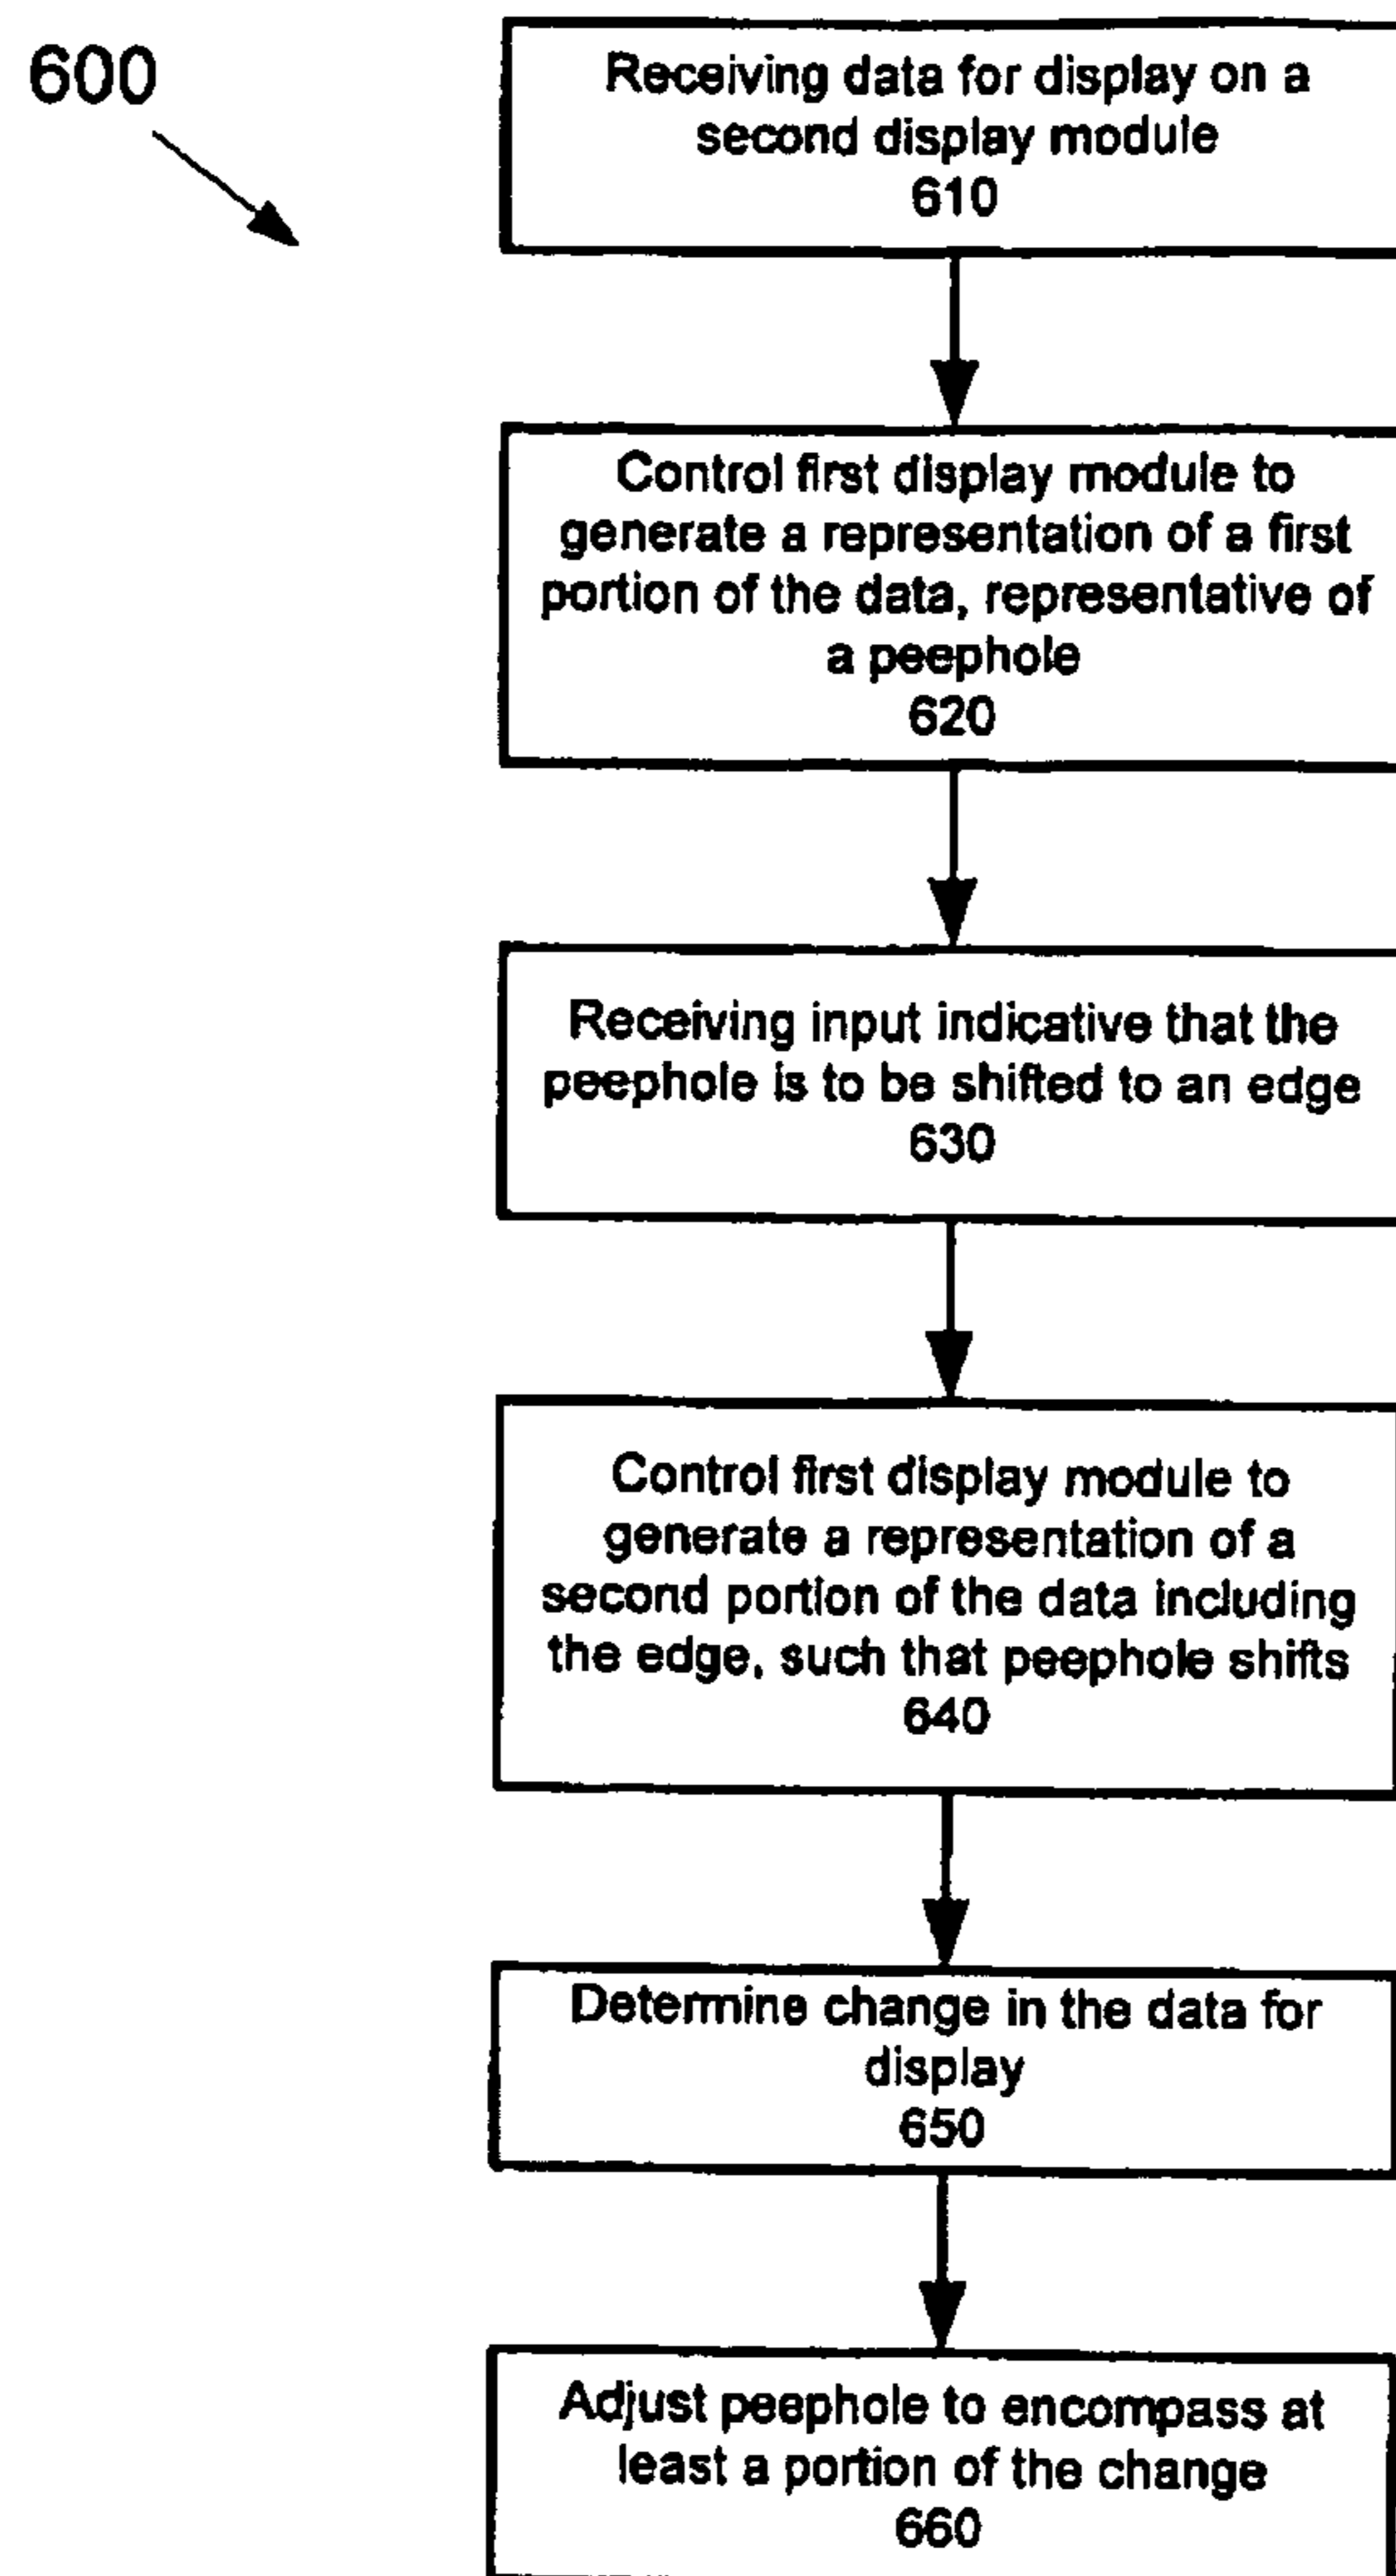 600
Receiving data for display on a
second display module
610
Control first display module to
generate a representation of a first
portion of the data, representative of
a peephole
620
Receiving input indicative that the
peephole is to be shifted to an edge
630
Control first display module to
generate a representation of a
second portion of the data including
the edge, such that peephole shifts
640
Determine change in the data for
display
650
Adjust peephole to encompass at
least a portion of the change
660